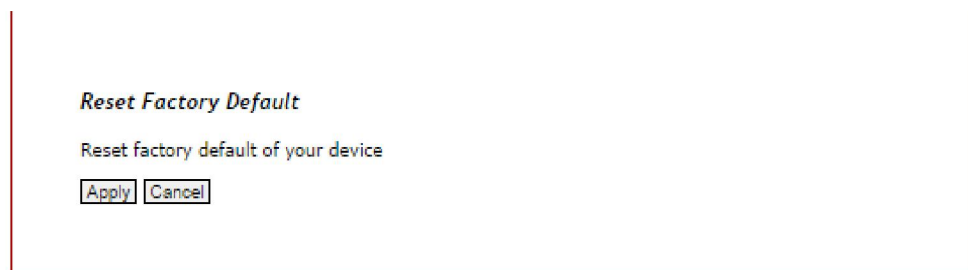 Reset Factory Default
Reset factory default of your device
Apply Cancel